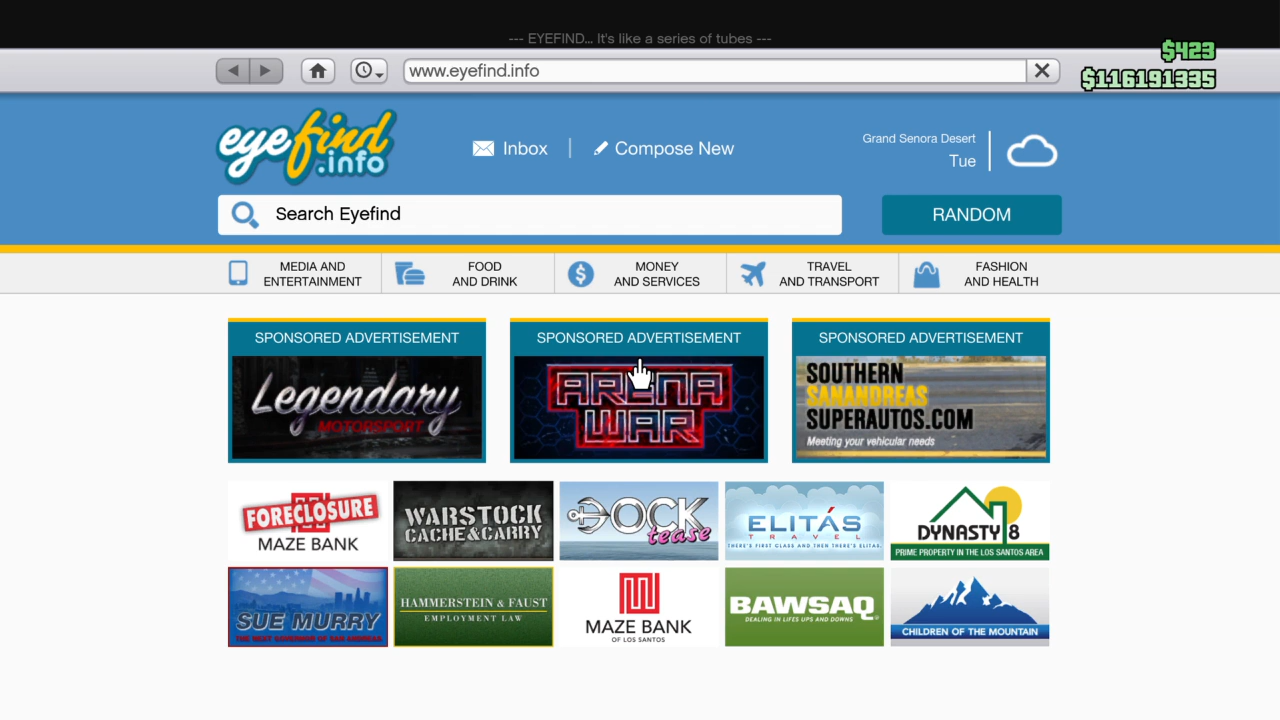 --- EYEFIND... It's like a series of tubes ---
$423
www.eyefind.info
$116191335
eyefind
.info
Inbox
Compose New
Grand Senora Desert
Tue
Search Eyefind
RANDOM
MEDIA AND
ENTERTAINMENT
FOOD
AND DRINK
MONEY
AND SERVICES
TRAVEL
AND TRANSPORT
FASHION
AND HEALTH
SPONSORED ADVERTISEMENT
Legendary
MOTORSPORT
SPONSORED ADVERTISEMENT
ARENA
WAR
SPONSORED ADVERTISEMENT
SOUTHERN
SANANDREAS
SUPERAUTOS.COM
Meeting your vehicular needs
FORECLOSURE
MAZE BANK
WARSTOCK
CACHE&CARRY
DOCK
tease
ELITÁS
TRAVEL
THERE'S FIRST CLASS AND THEN THERE'S ELITAS.
DYNASTY 8
PRIME PROPERTY IN THE LOS SANTOS AREA
SUE MURRY
THE NEXT GOVERNOR OF SAN ANDREAS
HAMMERSTEIN & FAUST
EMPLOYMENT LAW
MAZE BANK
OF LOS SANTOS
BAWSAQ
DEALING IN LIFES UPS AND DOWNS
CHILDREN OF THE MOUNTAIN